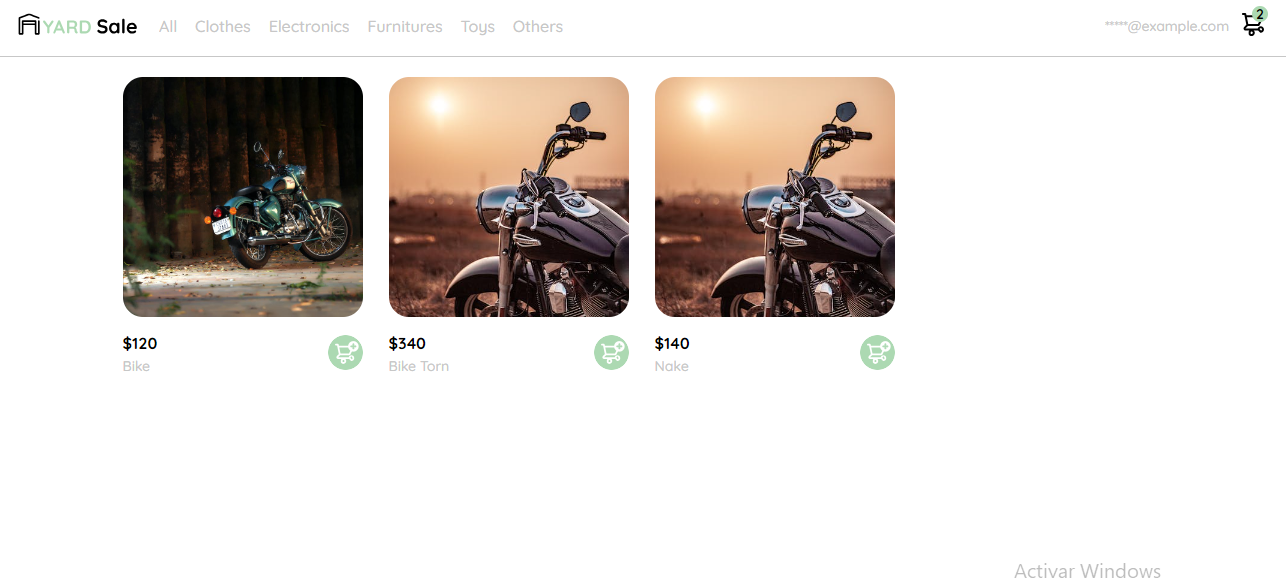 YARD Sale All Clothes Electronics Furnitures Toys Others *****@example.com 2
$120 $340 $140
Bike Bike Torn Nake
Activar Windows